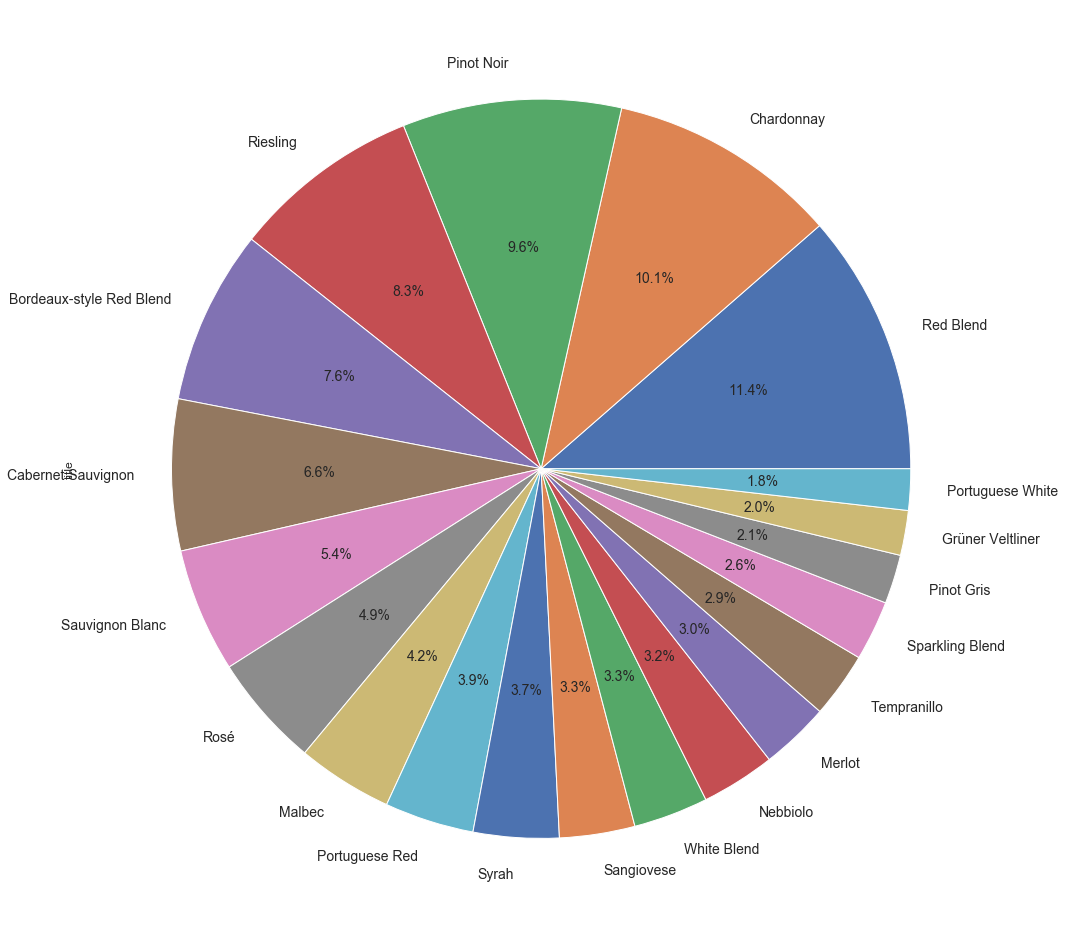 Pinot Noir
Chardonnay
Riesling
9.6%
10.1%
8.3%
Bordeaux-style Red Blend
Red Blend
7.6%
11.4%
Cabernet Sauvignon
title
6.6%
1.8%
Portuguese White
2.0%
Grüner Veltliner
2.1%
Pinot Gris
5.4%
2.6%
Sparkling Blend
2.9%
Tempranillo
Sauvignon Blanc
4.9%
3.0%
Merlot
4.2%
3.2%
Nebbiolo
3.9%
3.7%
3.3%
3.3%
White Blend
Rosé
Malbec
Portuguese Red
Syrah
Sangiovese